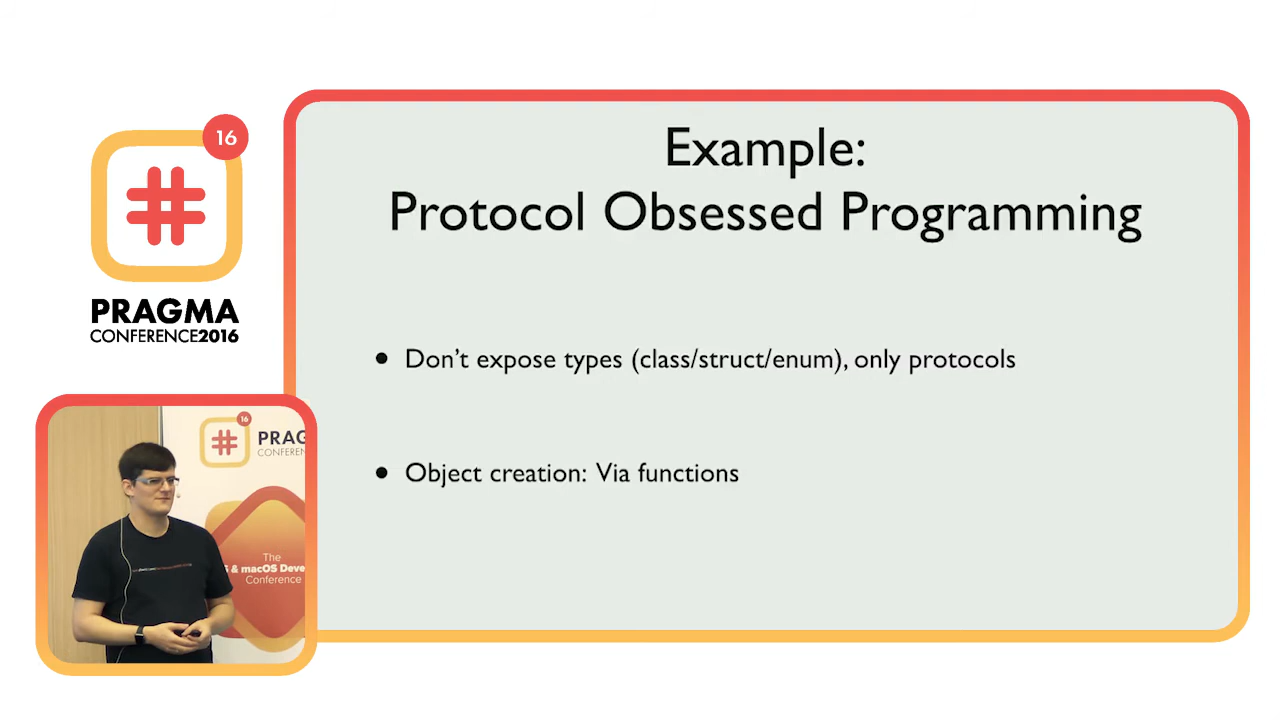 16
PRAGMA
CONFERENCE2016
Example:
Protocol Obsessed Programming
• Don’t expose types (class/struct/enum), only protocols
• Object creation: Via functions
16
PRAG
CONFEREN
The
S & macOS Deve
Conference